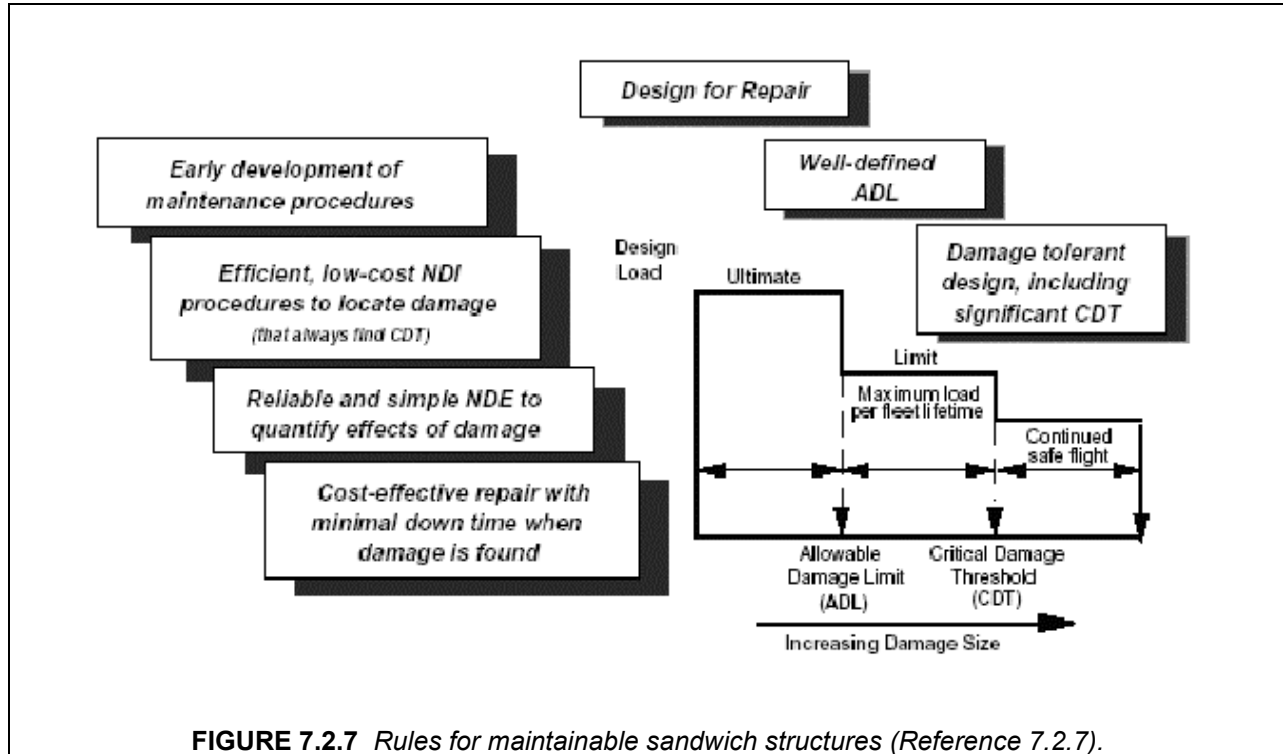 Design for Repair
Early development of
maintenance procedures
Well-defined
ADL
Efficient, low-cost NDI
procedures to locate damage
(that always find CDT)
Damage tolerant
design, including
significant CDT
Reliable and simple NDE to
quantify effects of damage
Cost-effective repair with
minimal down time when
damage is found
Design
Load
Ultimate
Limit
Maximum load
per fleet lifetime
Continued
safe flight
Allowable
Damage Limit
(ADL)
Critical Damage
Threshold
(CDT)
Increasing Damage Size
FIGURE 7.2.7 Rules for maintainable sandwich structures (Reference 7.2.7).